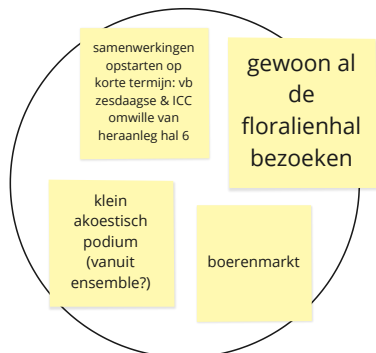 samenwerkingen
opstarten op
korte termijn: vb
zesdaagse & ICC
omwille van
heraanleg hal 6
gewoon al
de
floralienhal
bezoeken
klein
akoestisch
podium
(vanuit
ensemble?)
boerenmarkt